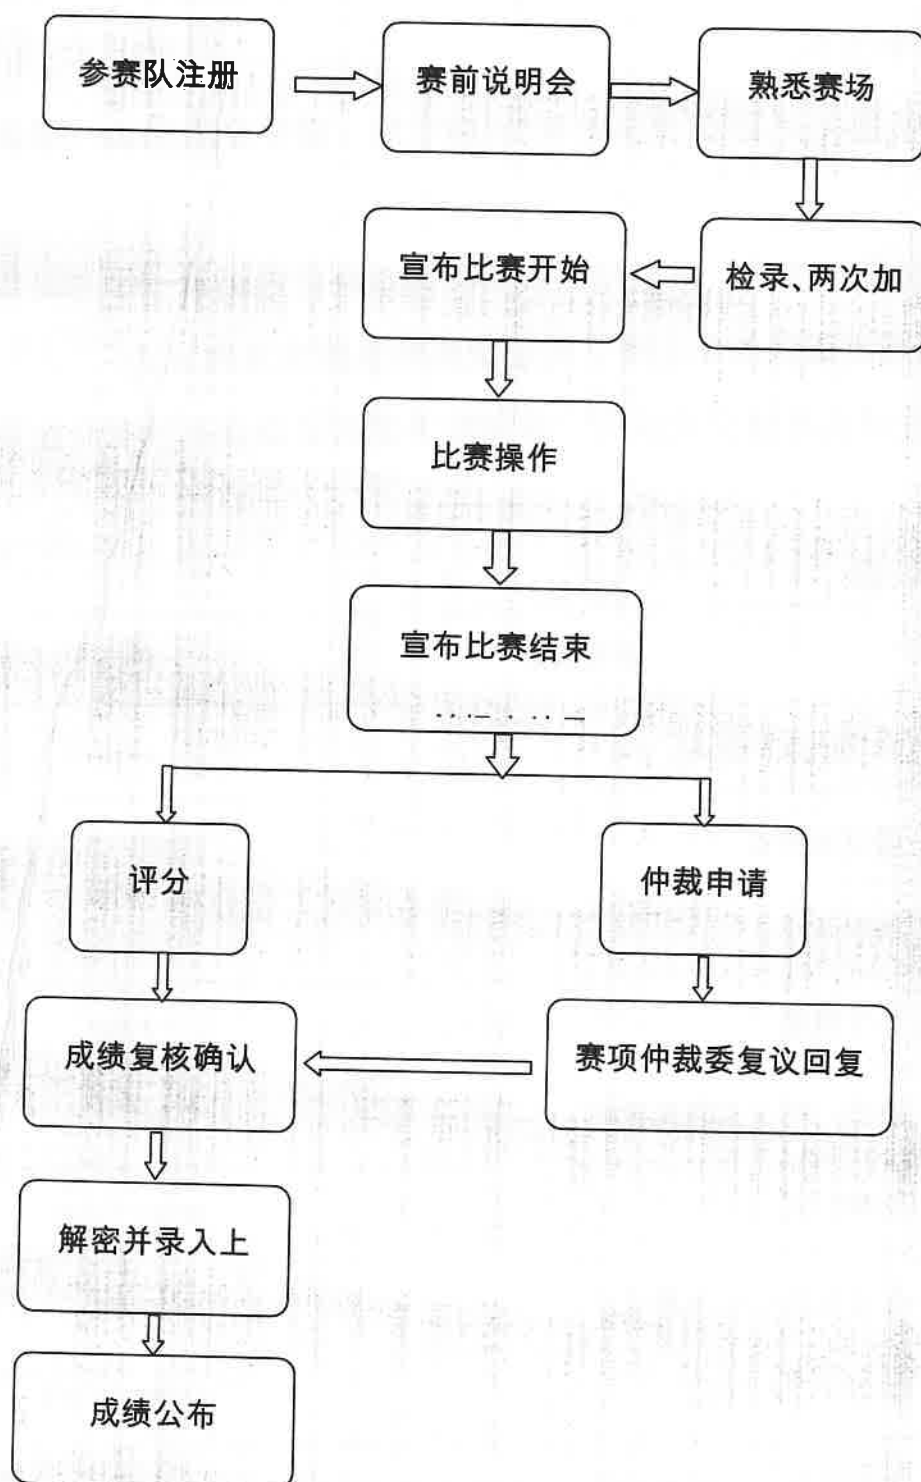 参赛队注册
赛前说明会
熟悉赛场
检录、两次加
宣布比赛开始
比赛操作
宣布比赛结束
评分
仲裁申请
成绩复核确认
赛项仲裁委复议回复
解密并录入上
成绩公布